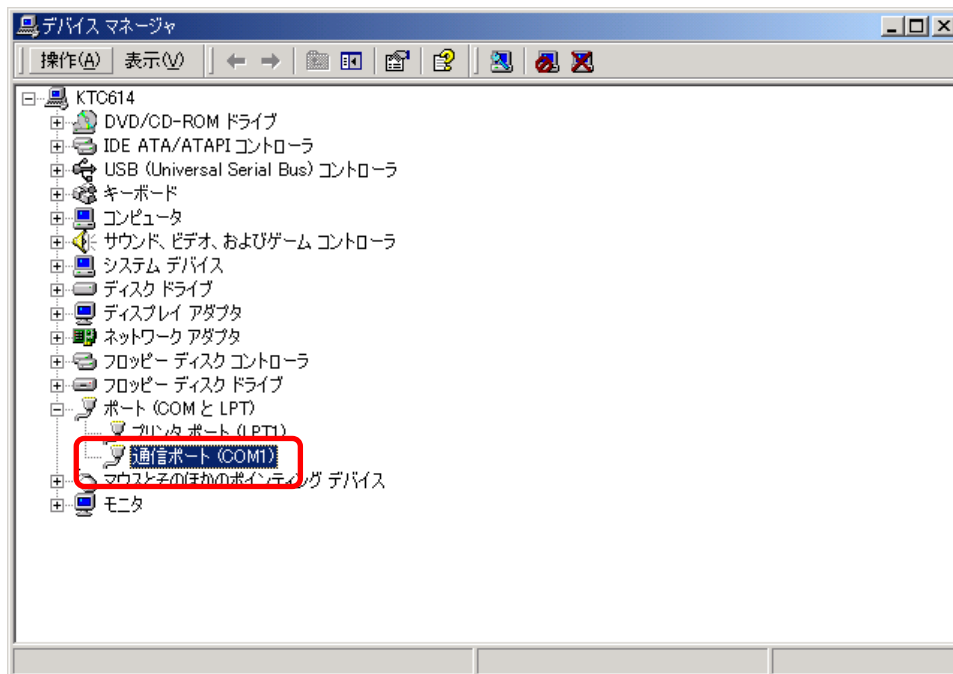 デバイス マネージャ
操作(A) 表示(V)
KTC614
DVD/CD-ROM ドライブ
IDE ATA/ATAPI コントローラ
USB (Universal Serial Bus) コントローラ
キーボード
コンピュータ
サウンド、ビデオ、およびゲーム コントローラ
システム デバイス
ディスク ドライブ
ディスプレイ アダプタ
ネットワーク アダプタ
フロッピー ディスク コントローラ
フロッピー ディスク ドライブ
ポート (COM と LPT)
プリンタ ポート (LPT1)
通信ポート (COM1)
マウスとそのほかのポインティング デバイス
モニタ